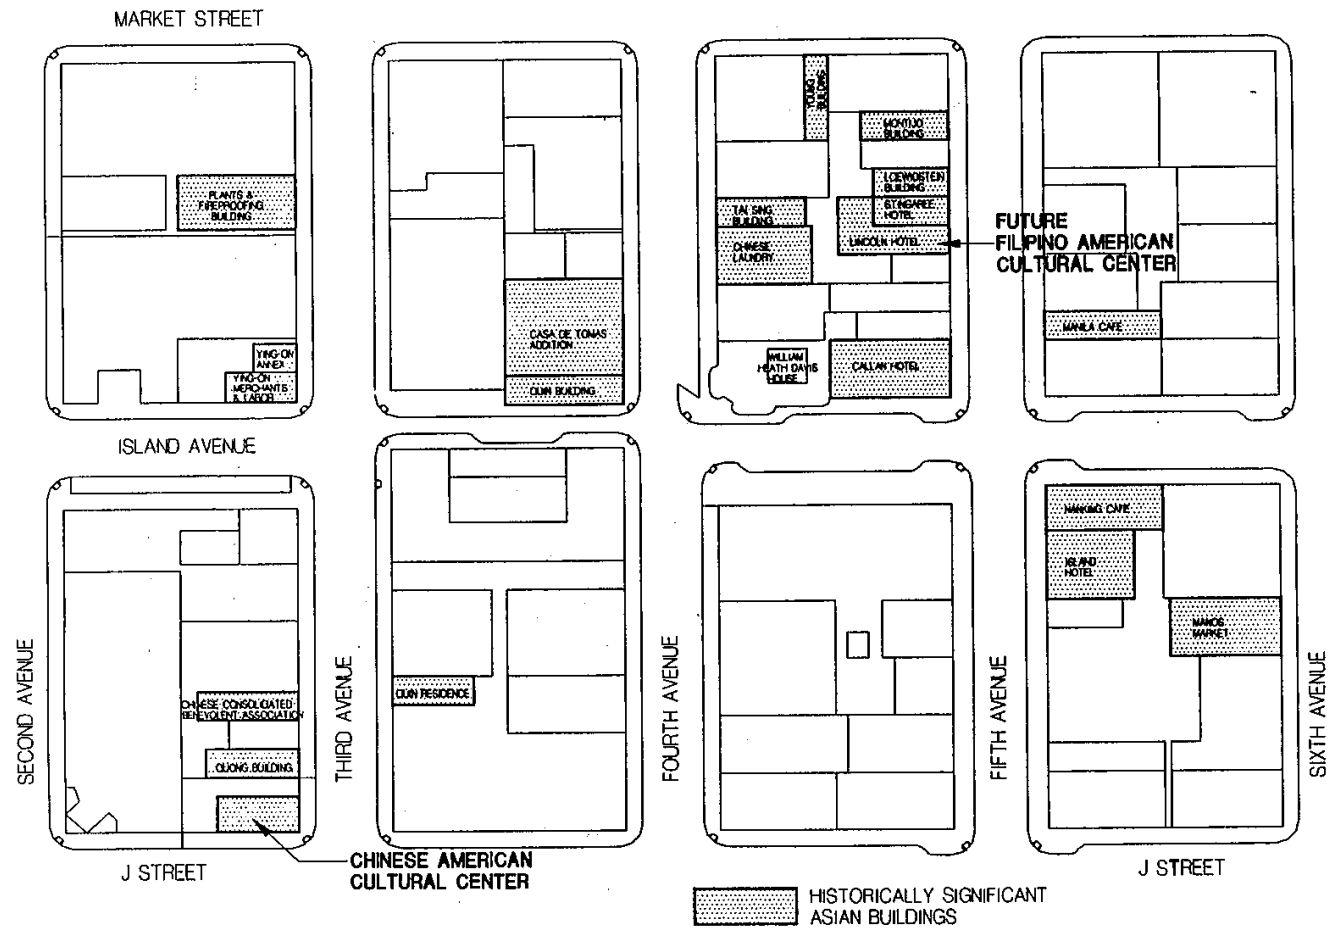 MARKET STREET
YOUNG
BUILDING
MONTIJO
BUILDING
PLANTS &
FIREPROOFING
BUILDING
LOEWENSTEIN
BUILDING
STINGAREE
HOTEL
TAI SING
BUILDING
LINCOLN HOTEL
FUTURE
FILIPINO AMERICAN
CULTURAL CENTER
CHINESE
LAUNDRY
CASA DE TOMAS
ADDITION
MANILA CAFE
YING-ON
ANNEX
YING-ON
MERCHANTS
& LABOR
QUIN BUILDING
WILLIAM
HEATH DAVIS
HOUSE
CALLAN HOTEL
ISLAND AVENUE
NANKING CAFE
ISLAND
HOTEL
MANOS
MARKET
SECOND AVENUE
CHINESE CONSOLIDATED
BENEVOLENT ASSOCIATION
QUONG BUILDING
THIRD AVENUE
QUIN RESIDENCE
FOURTH AVENUE
FIFTH AVENUE
SIXTH AVENUE
J STREET
CHINESE AMERICAN
CULTURAL CENTER
J STREET
HISTORICALLY SIGNIFICANT
ASIAN BUILDINGS